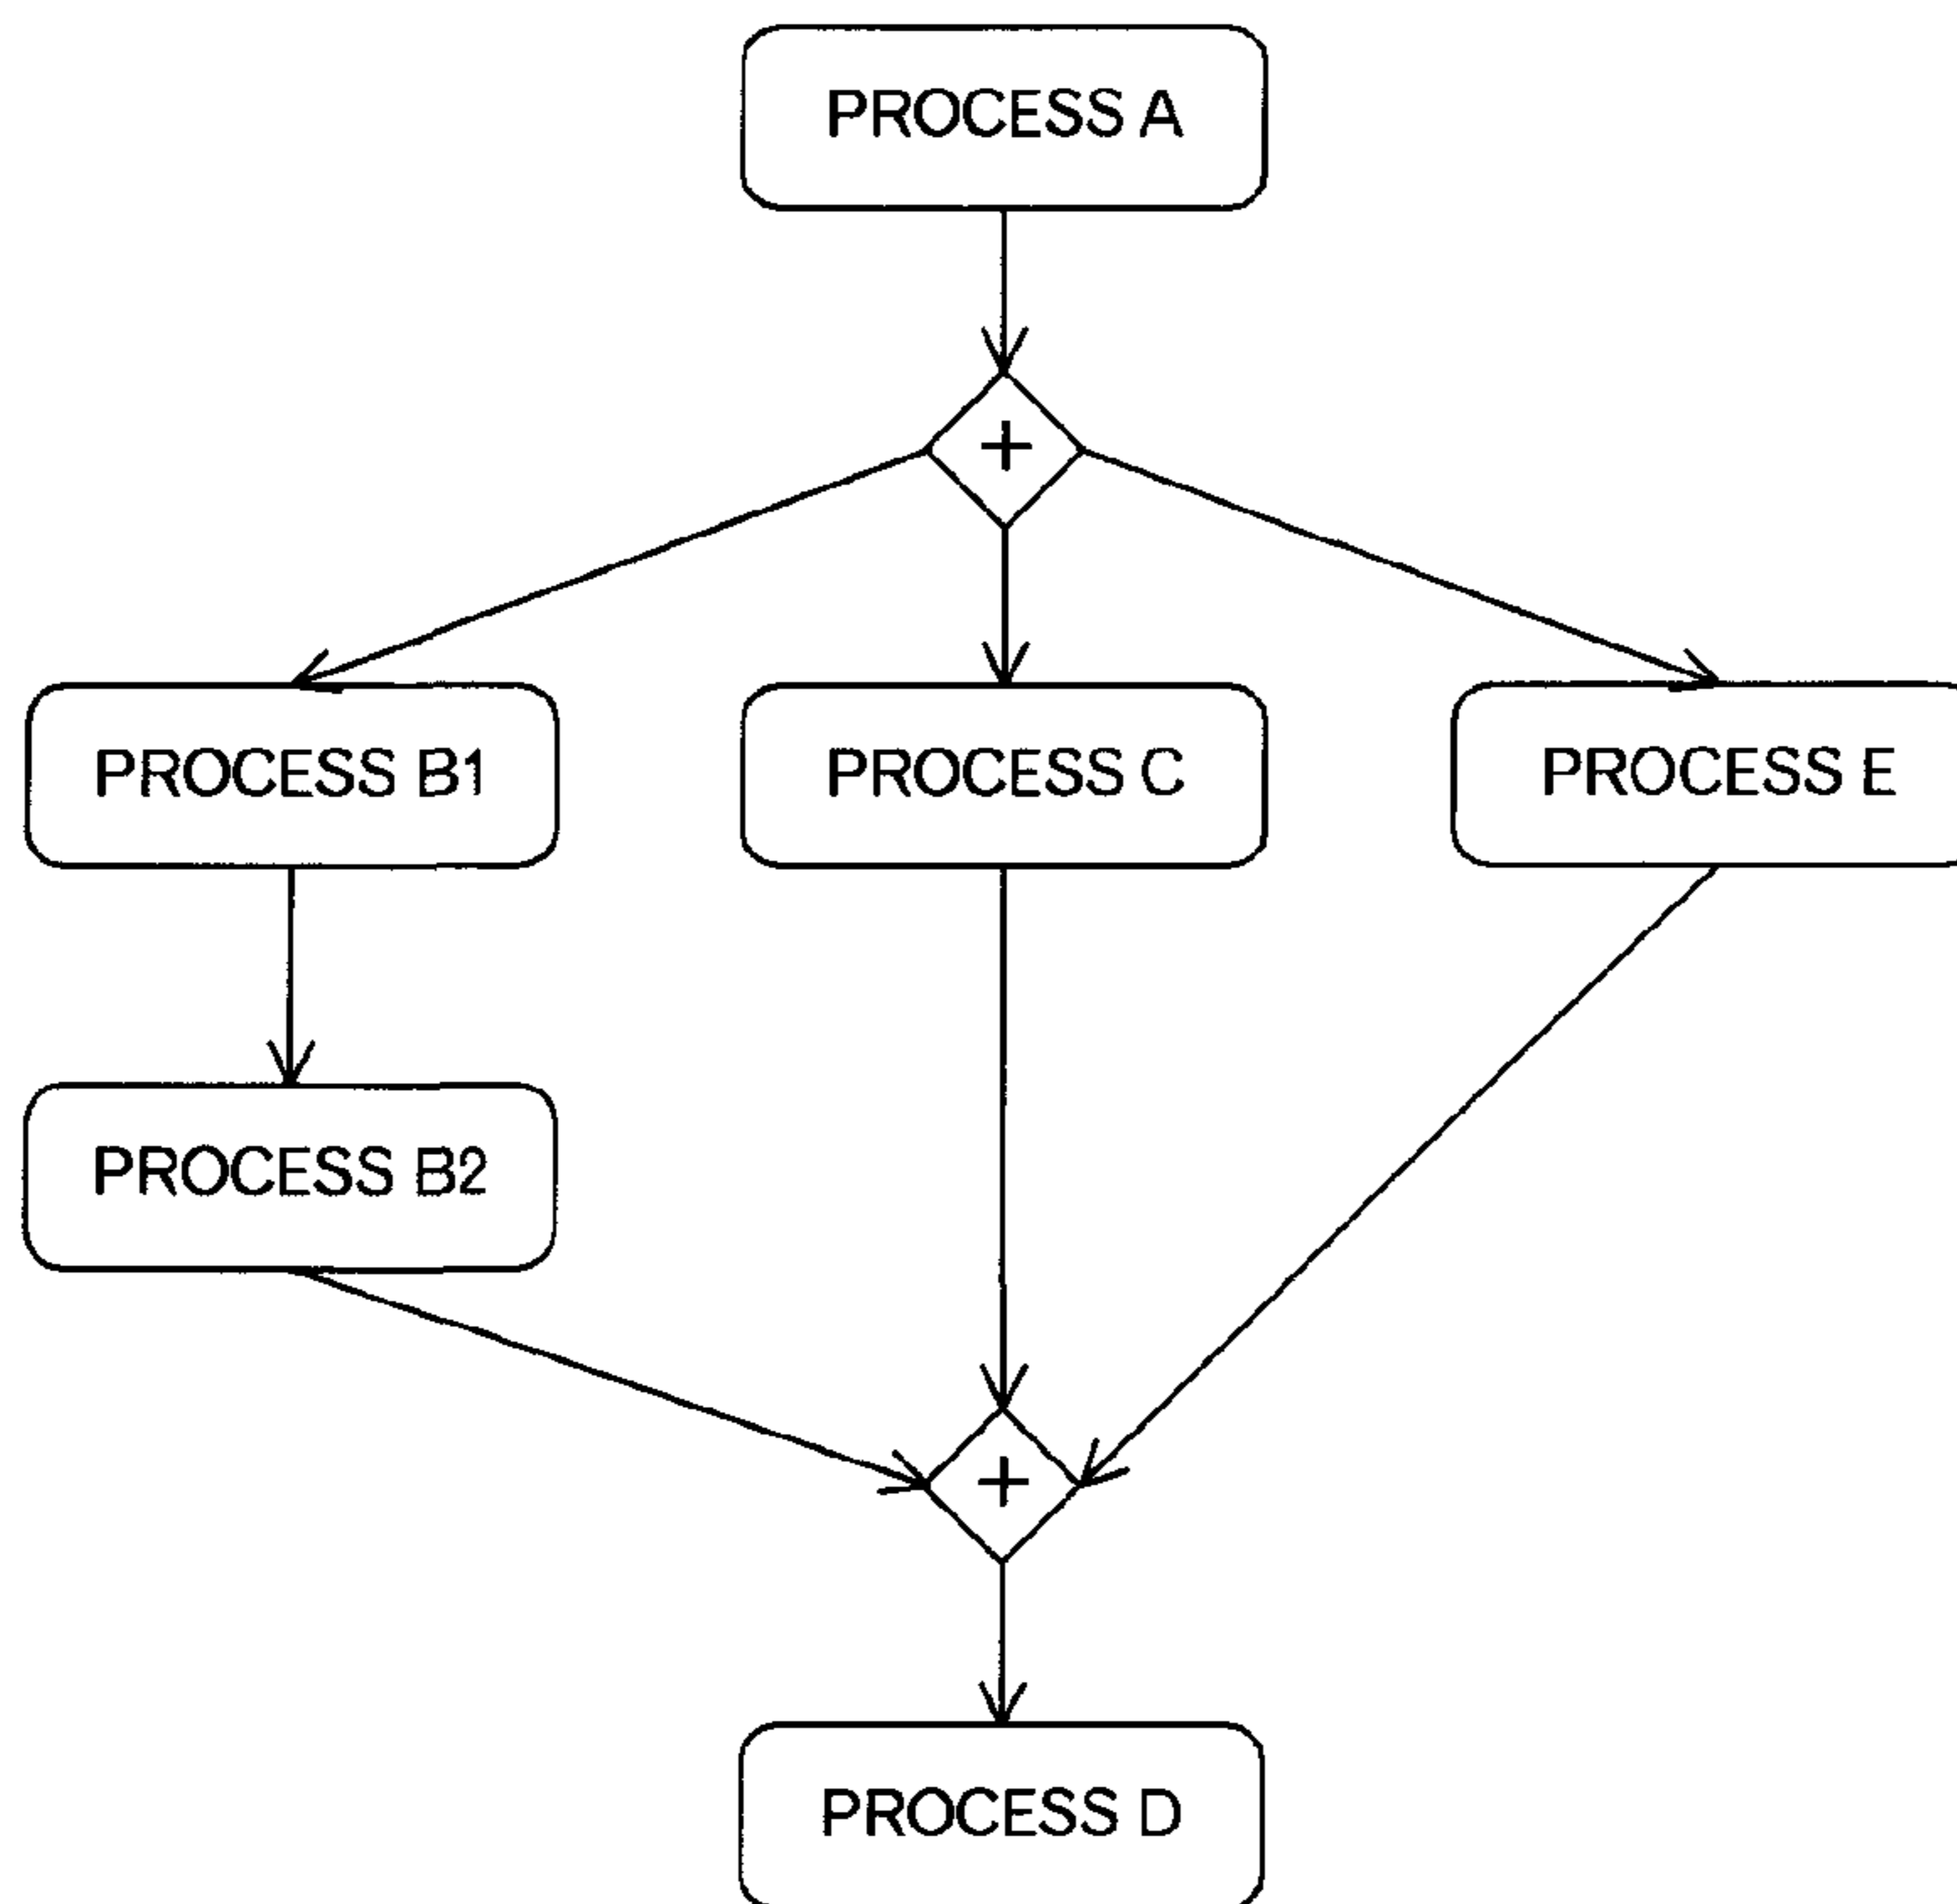 PROCESS A
+
PROCESS B1
PROCESS C
PROCESS E
PROCESS B2
+
PROCESS D